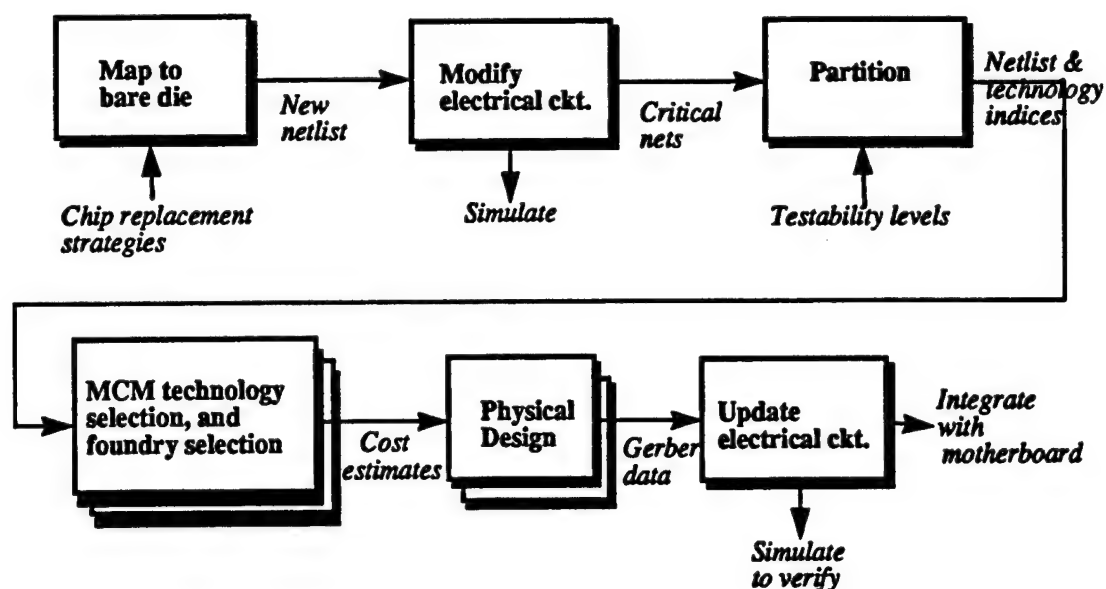 Map to
bare die
New
netlist
Modify
electrical ckt.
Critical
nets
Partition
Netlist &
technology
indices
Chip replacement
strategies
Simulate
Testability levels
MCM technology
selection, and
foundry selection
Cost
estimates
Physical
Design
Gerber
data
Update
electrical ckt.
Integrate
with
motherboard
Simulate
to verify